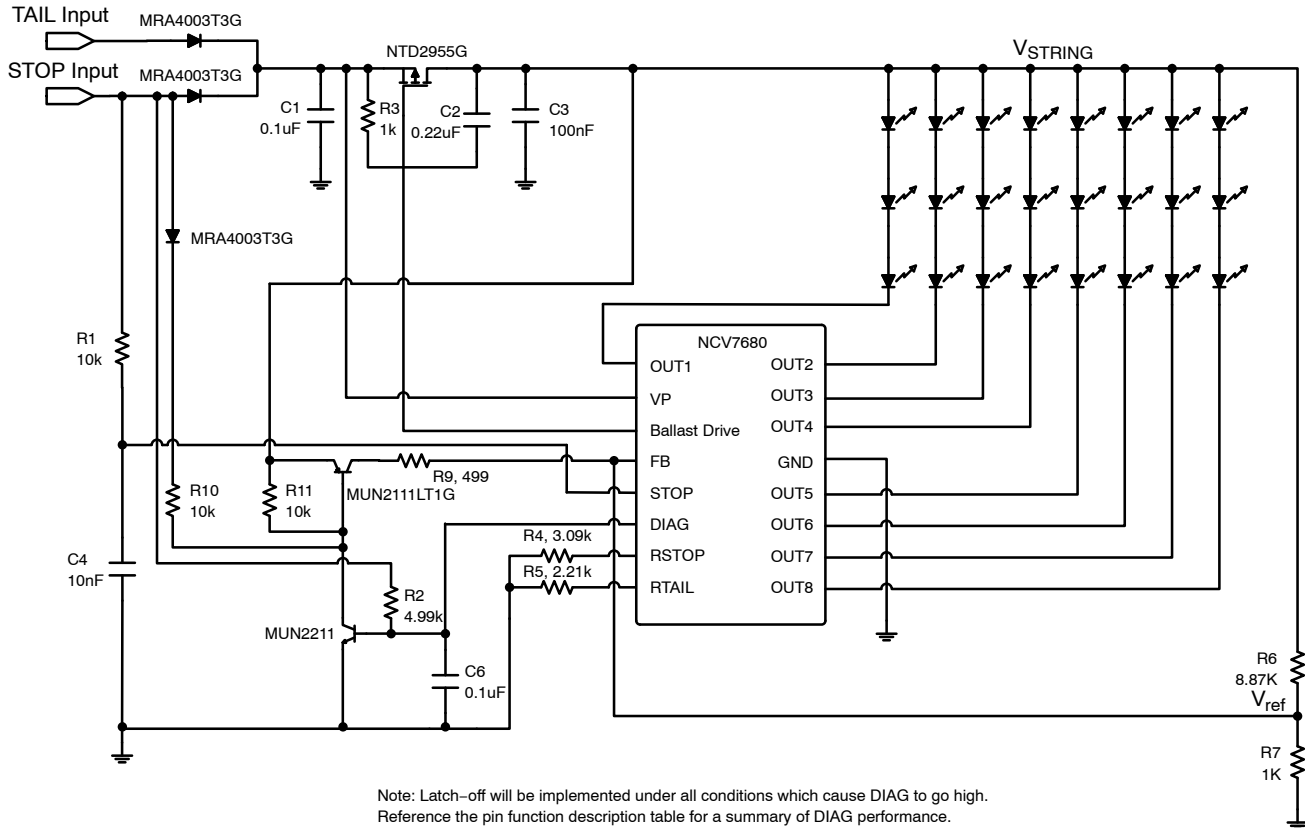 TAIL Input
MRA4003T3G
STOP Input
MRA4003T3G
NTD2955G
VSTRING
C1
0.1uF
R3
1k
C2
0.22uF
C3
100nF
MRA4003T3G
R1
10k
NCV7680
OUT1
VP
Ballast Drive
FB
STOP
DIAG
RSTOP
RTAIL
OUT2
OUT3
OUT4
GND
OUT5
OUT6
OUT7
OUT8
R9, 499
MUN2111LT1G
R10
10k
R11
10k
R4, 3.09k
R5, 2.21k
C4
10nF
R2
4.99k
MUN2211
C6
0.1uF
R6
8.87K
Vref
R7
1K
Note: Latch−off will be implemented under all conditions which cause DIAG to go high.
Reference the pin function description table for a summary of DIAG performance.